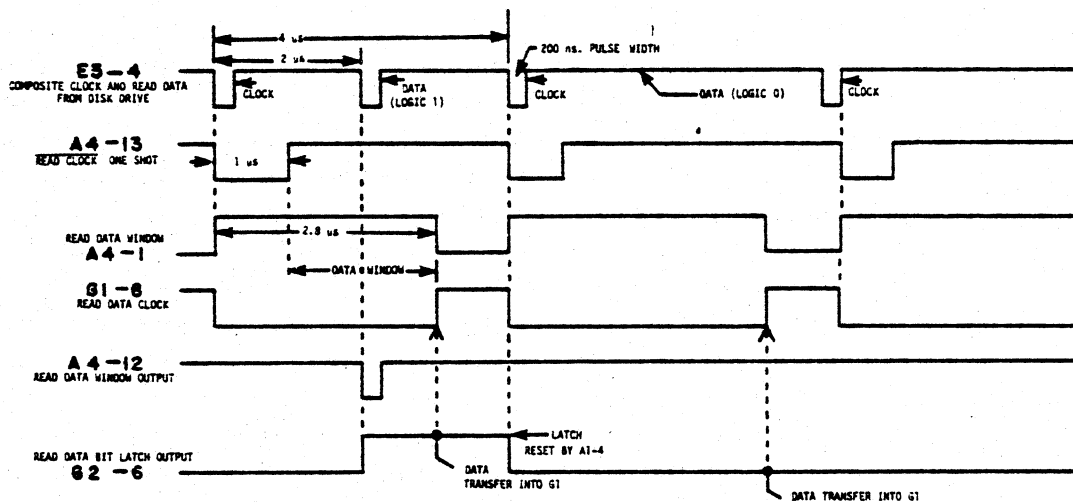 4 us
2 us
200 ns. PULSE WIDTH
E5-4
COMPOSITE CLOCK AND READ DATA
FROM DISK DRIVE
CLOCK
DATA
(LOGIC 1)
CLOCK
DATA (LOGIC 0)
CLOCK
A4-13
READ CLOCK ONE SHOT
1 us
READ DATA WINDOW
A4-1
2.8 us
DATA WINDOW
G1-8
READ DATA CLOCK
A4-12
READ DATA WINDOW OUTPUT
READ DATA BIT LATCH OUTPUT
G2-6
LATCH
RESET BY A1-4
DATA
TRANSFER INTO G1
DATA TRANSFER INTO G1